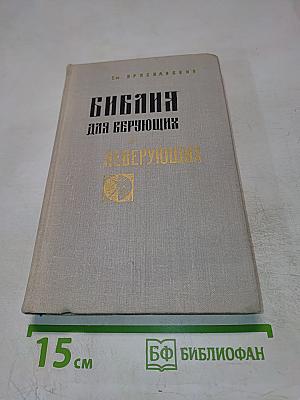 Ем. ЯРОСЛАВСКИЙ
БИБЛИЯ
ДЛЯ ВЕРУЮЩИХ
НЕВЕРУЮЩИХ
15 см
БФ БИБЛИОФАН